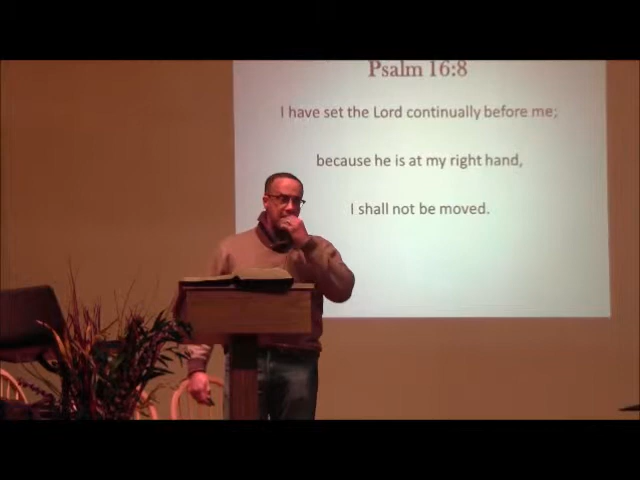 Psalm 16:8
I have set the Lord continually before me;
because he is at my right hand,
I shall not be moved.